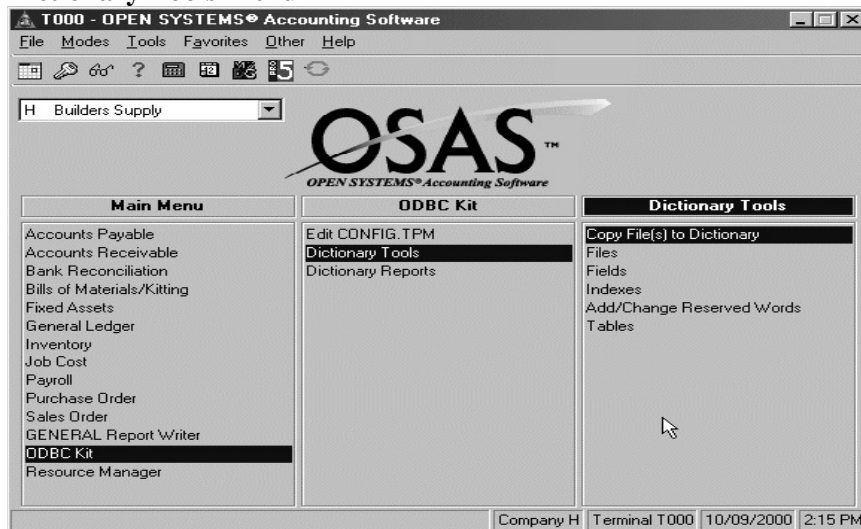 T000 - OPEN SYSTEMS® Accounting Software
File Modes Tools Favorites Other Help
H Builders Supply
OSAS™
OPEN SYSTEMS® Accounting Software
Main Menu
Accounts Payable
Accounts Receivable
Bank Reconciliation
Bills of Materials/Kitting
Fixed Assets
General Ledger
Inventory
Job Cost
Payroll
Purchase Order
Sales Order
GENERAL Report Writer
ODBC Kit
Resource Manager
ODBC Kit
Edit CONFIG.TPM
Dictionary Tools
Dictionary Reports
Dictionary Tools
Copy File(s) to Dictionary
Files
Fields
Indexes
Add/Change Reserved Words
Tables
Company H Terminal T000 10/09/2000 2:15 PM